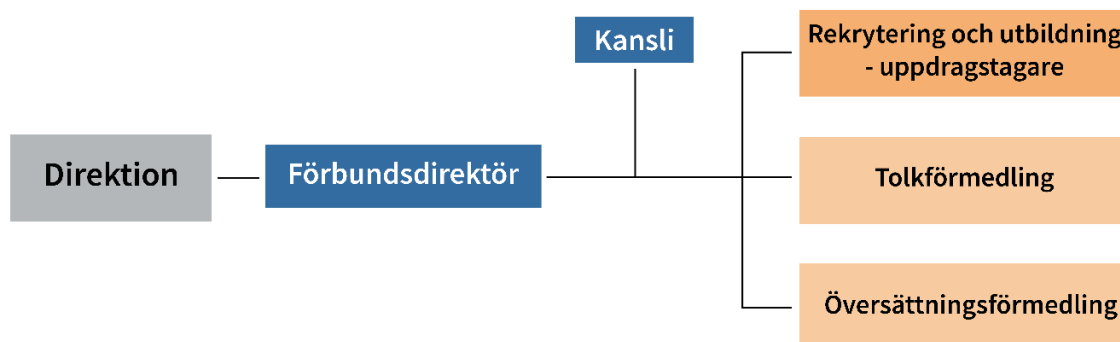 Kansli
Rekrytering och utbildning
- uppdragstagare
Direktion
Förbundsdirektör
Tolkförmedling
Översättningsförmedling